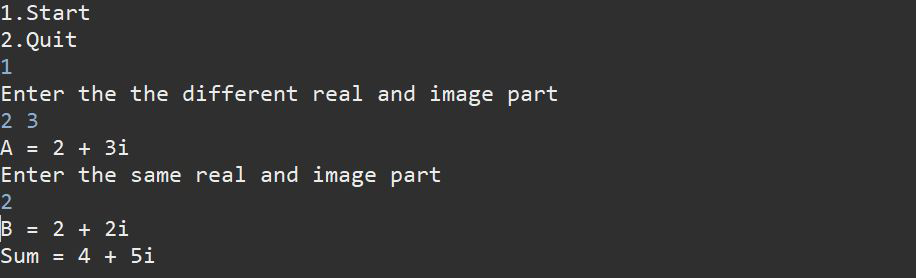 1.Start
2.Quit
1
Enter the the different real and image part
2 3
A = 2 + 3i
Enter the same real and image part
2
B = 2 + 2i
Sum = 4 + 5i